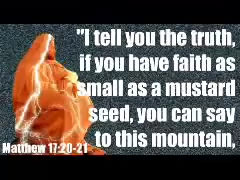 "I tell you the truth,
if you have faith as
small as a mustard
seed, you can say
to this mountain,
Matthew 17:20-21